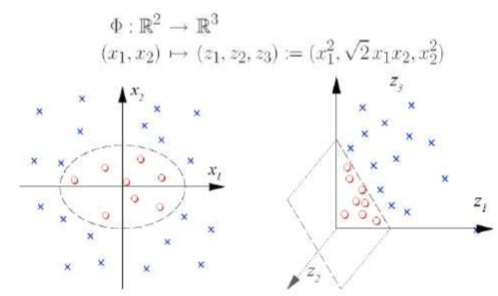 Φ : ℝ² → ℝ³
(x₁, x₂) ↦ (z₁, z₂, z₃) := (x₁², √2 x₁x₂, x₂²)
x₂
x₁
z₃
z₁
z₂